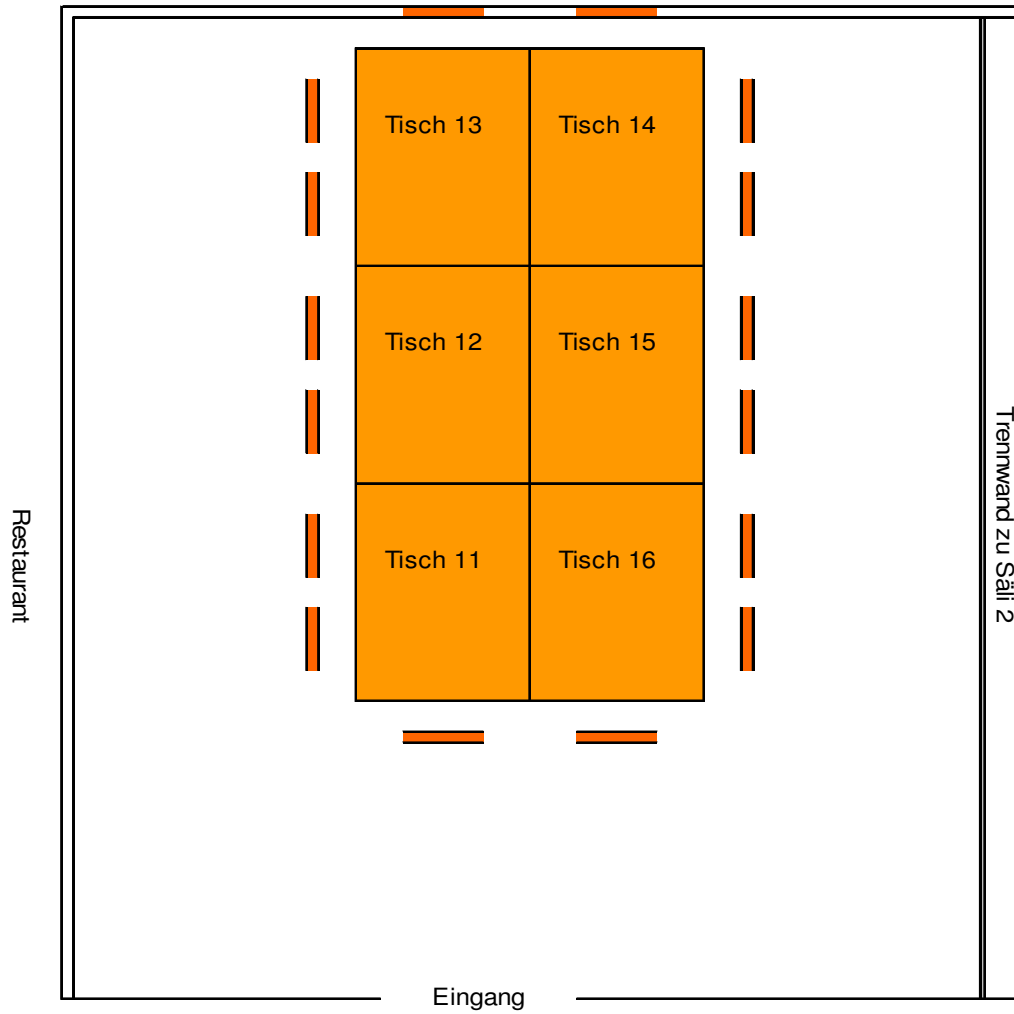 Tisch 13
Tisch 14
Tisch 12
Tisch 15
Tisch 11
Tisch 16
Restaurant
Trennwand zu Säli 2
Eingang